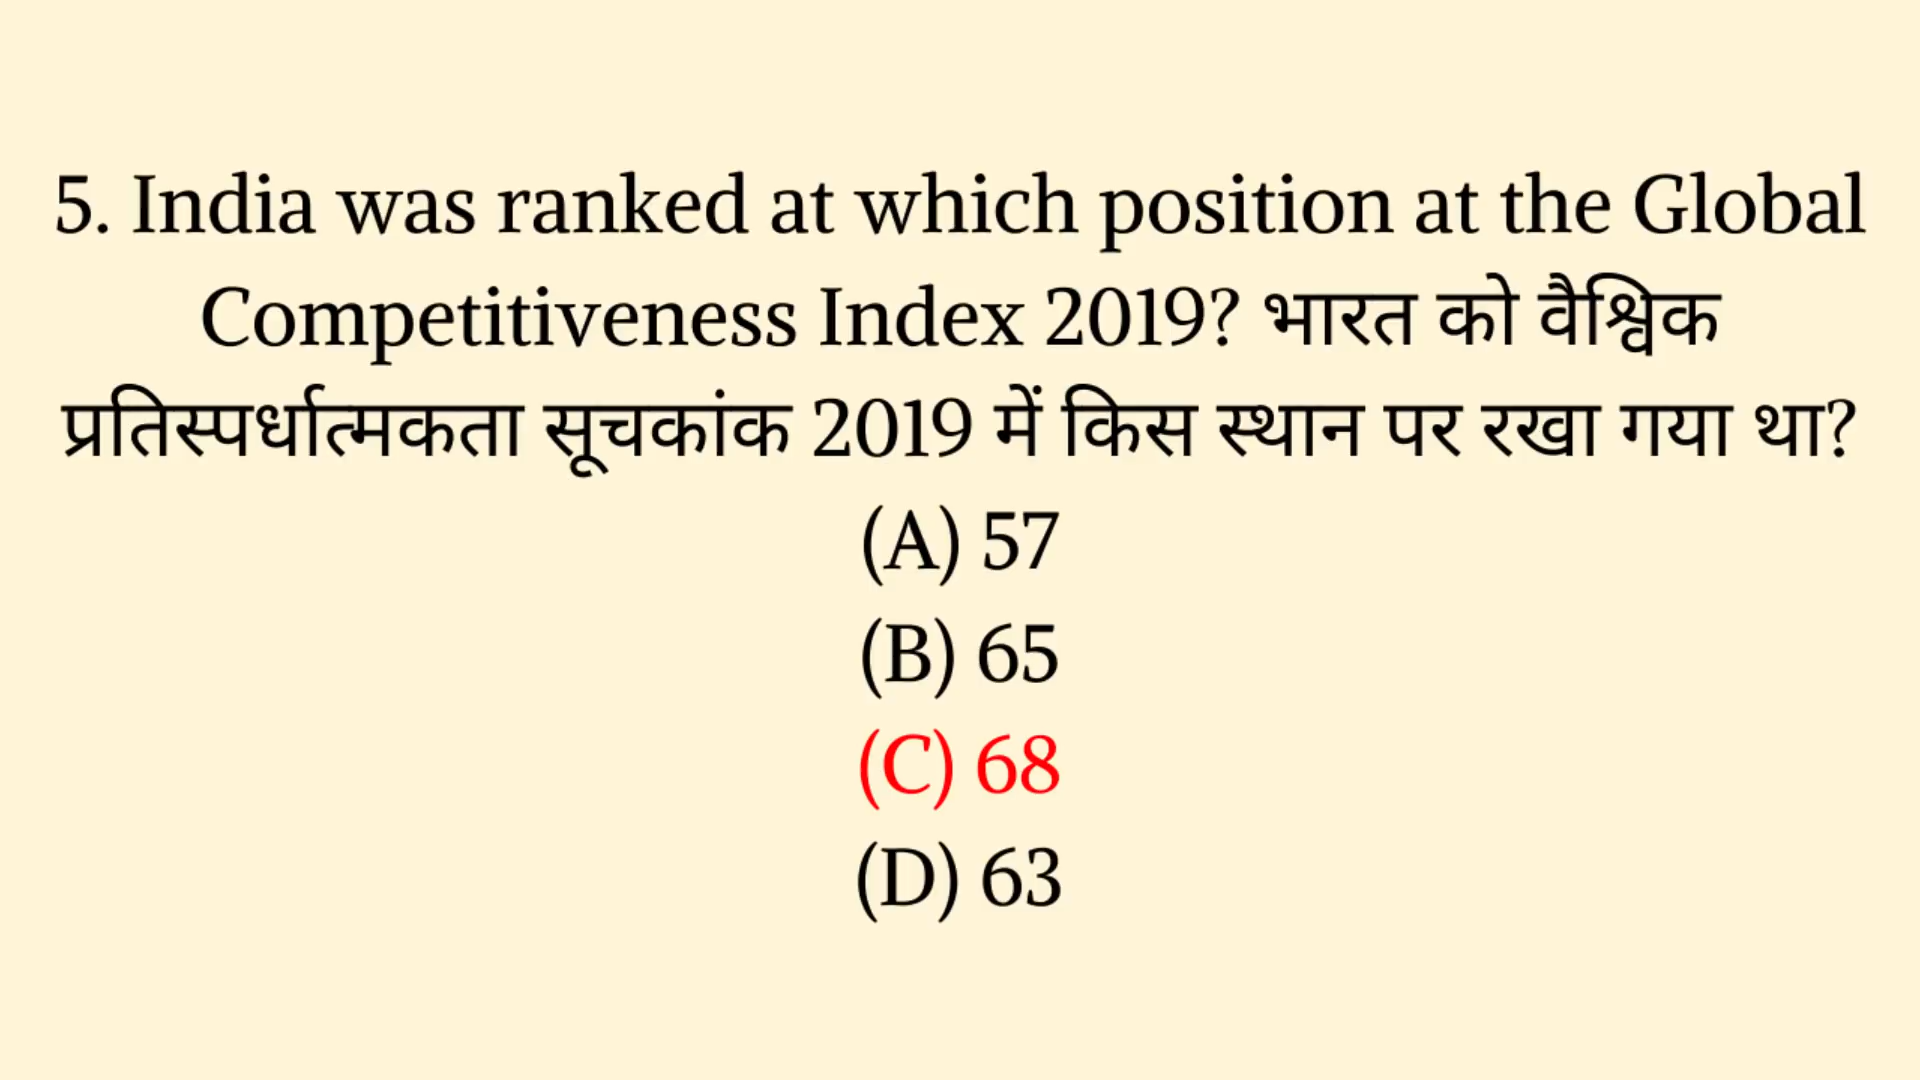 5. India was ranked at which position at the Global
Competitiveness Index 2019? भारत को वैश्विक
प्रतिस्पर्धात्मकता सूचकांक 2019 में किस स्थान पर रखा गया था?
(A) 57
(B) 65
(C) 68
(D) 63